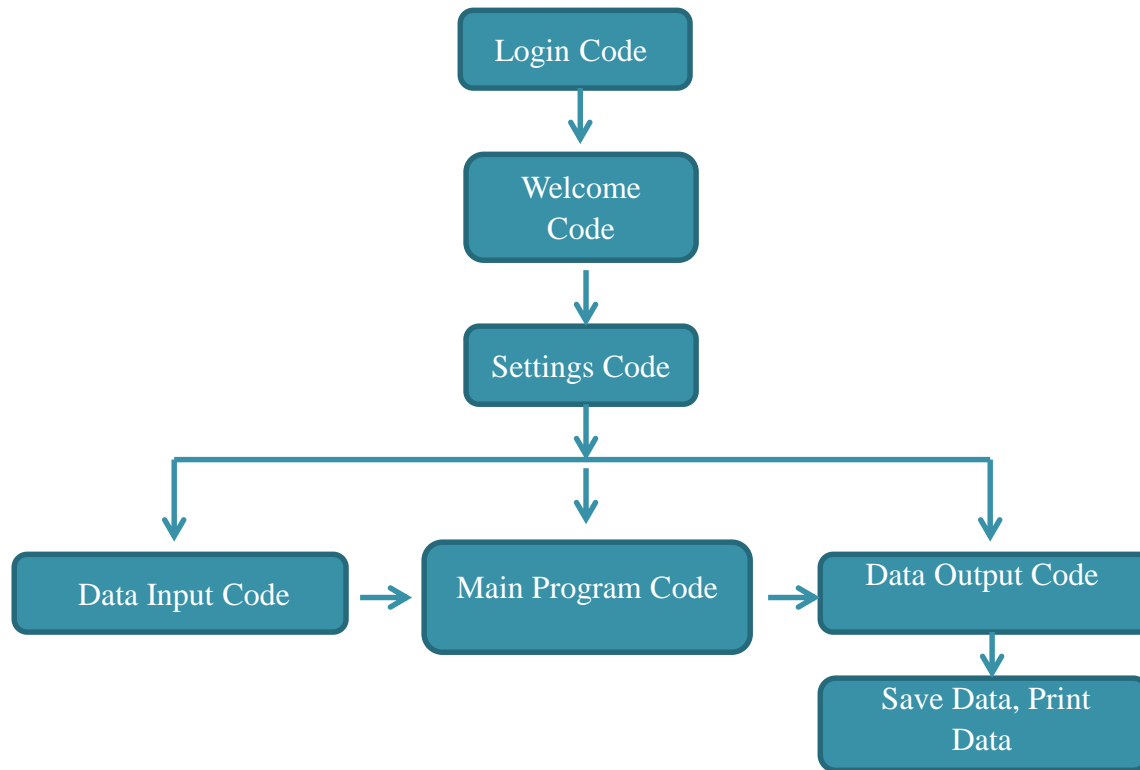 Login Code
Welcome
Code
Settings Code
Data Input Code
Main Program Code
Data Output Code
Save Data, Print
Data